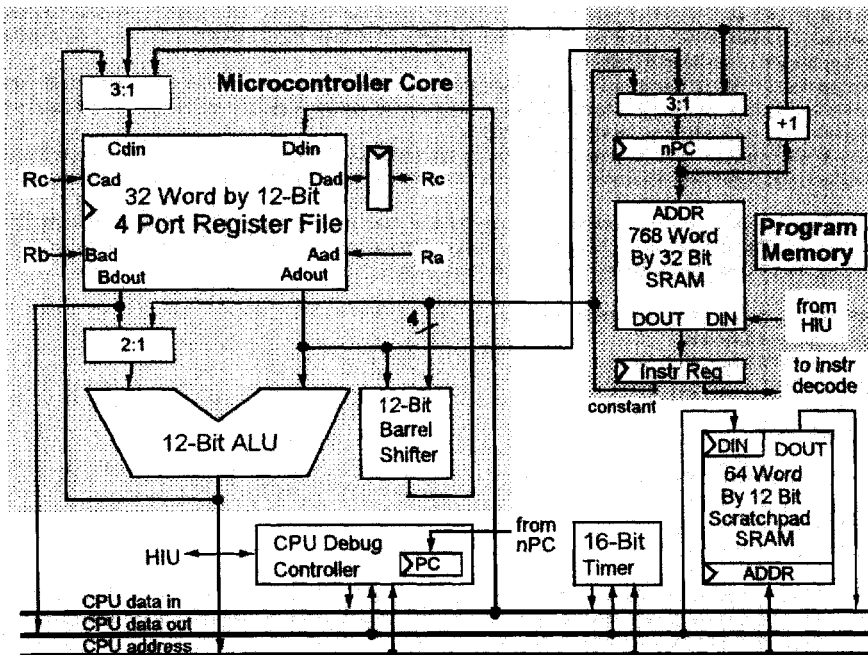 3:1
Microcontroller Core
Cdin
Ddin
Rc
Cad
Dad
Rc
32 Word by 12-Bit
4 Port Register File
Rb
Bad
Aad
Ra
Bdout
Adout
2:1
4
12-Bit ALU
12-Bit
Barrel
Shifter
3:1
+1
nPC
ADDR
768 Word
By 32 Bit
SRAM
DOUT
DIN
Program
Memory
from
HIU
Instr Reg
to instr
decode
constant
DIN
DOUT
64 Word
By 12 Bit
Scratchpad
SRAM
ADDR
HIU
CPU Debug
Controller
PC
from
nPC
16-Bit
Timer
CPU data in
CPU data out
CPU address